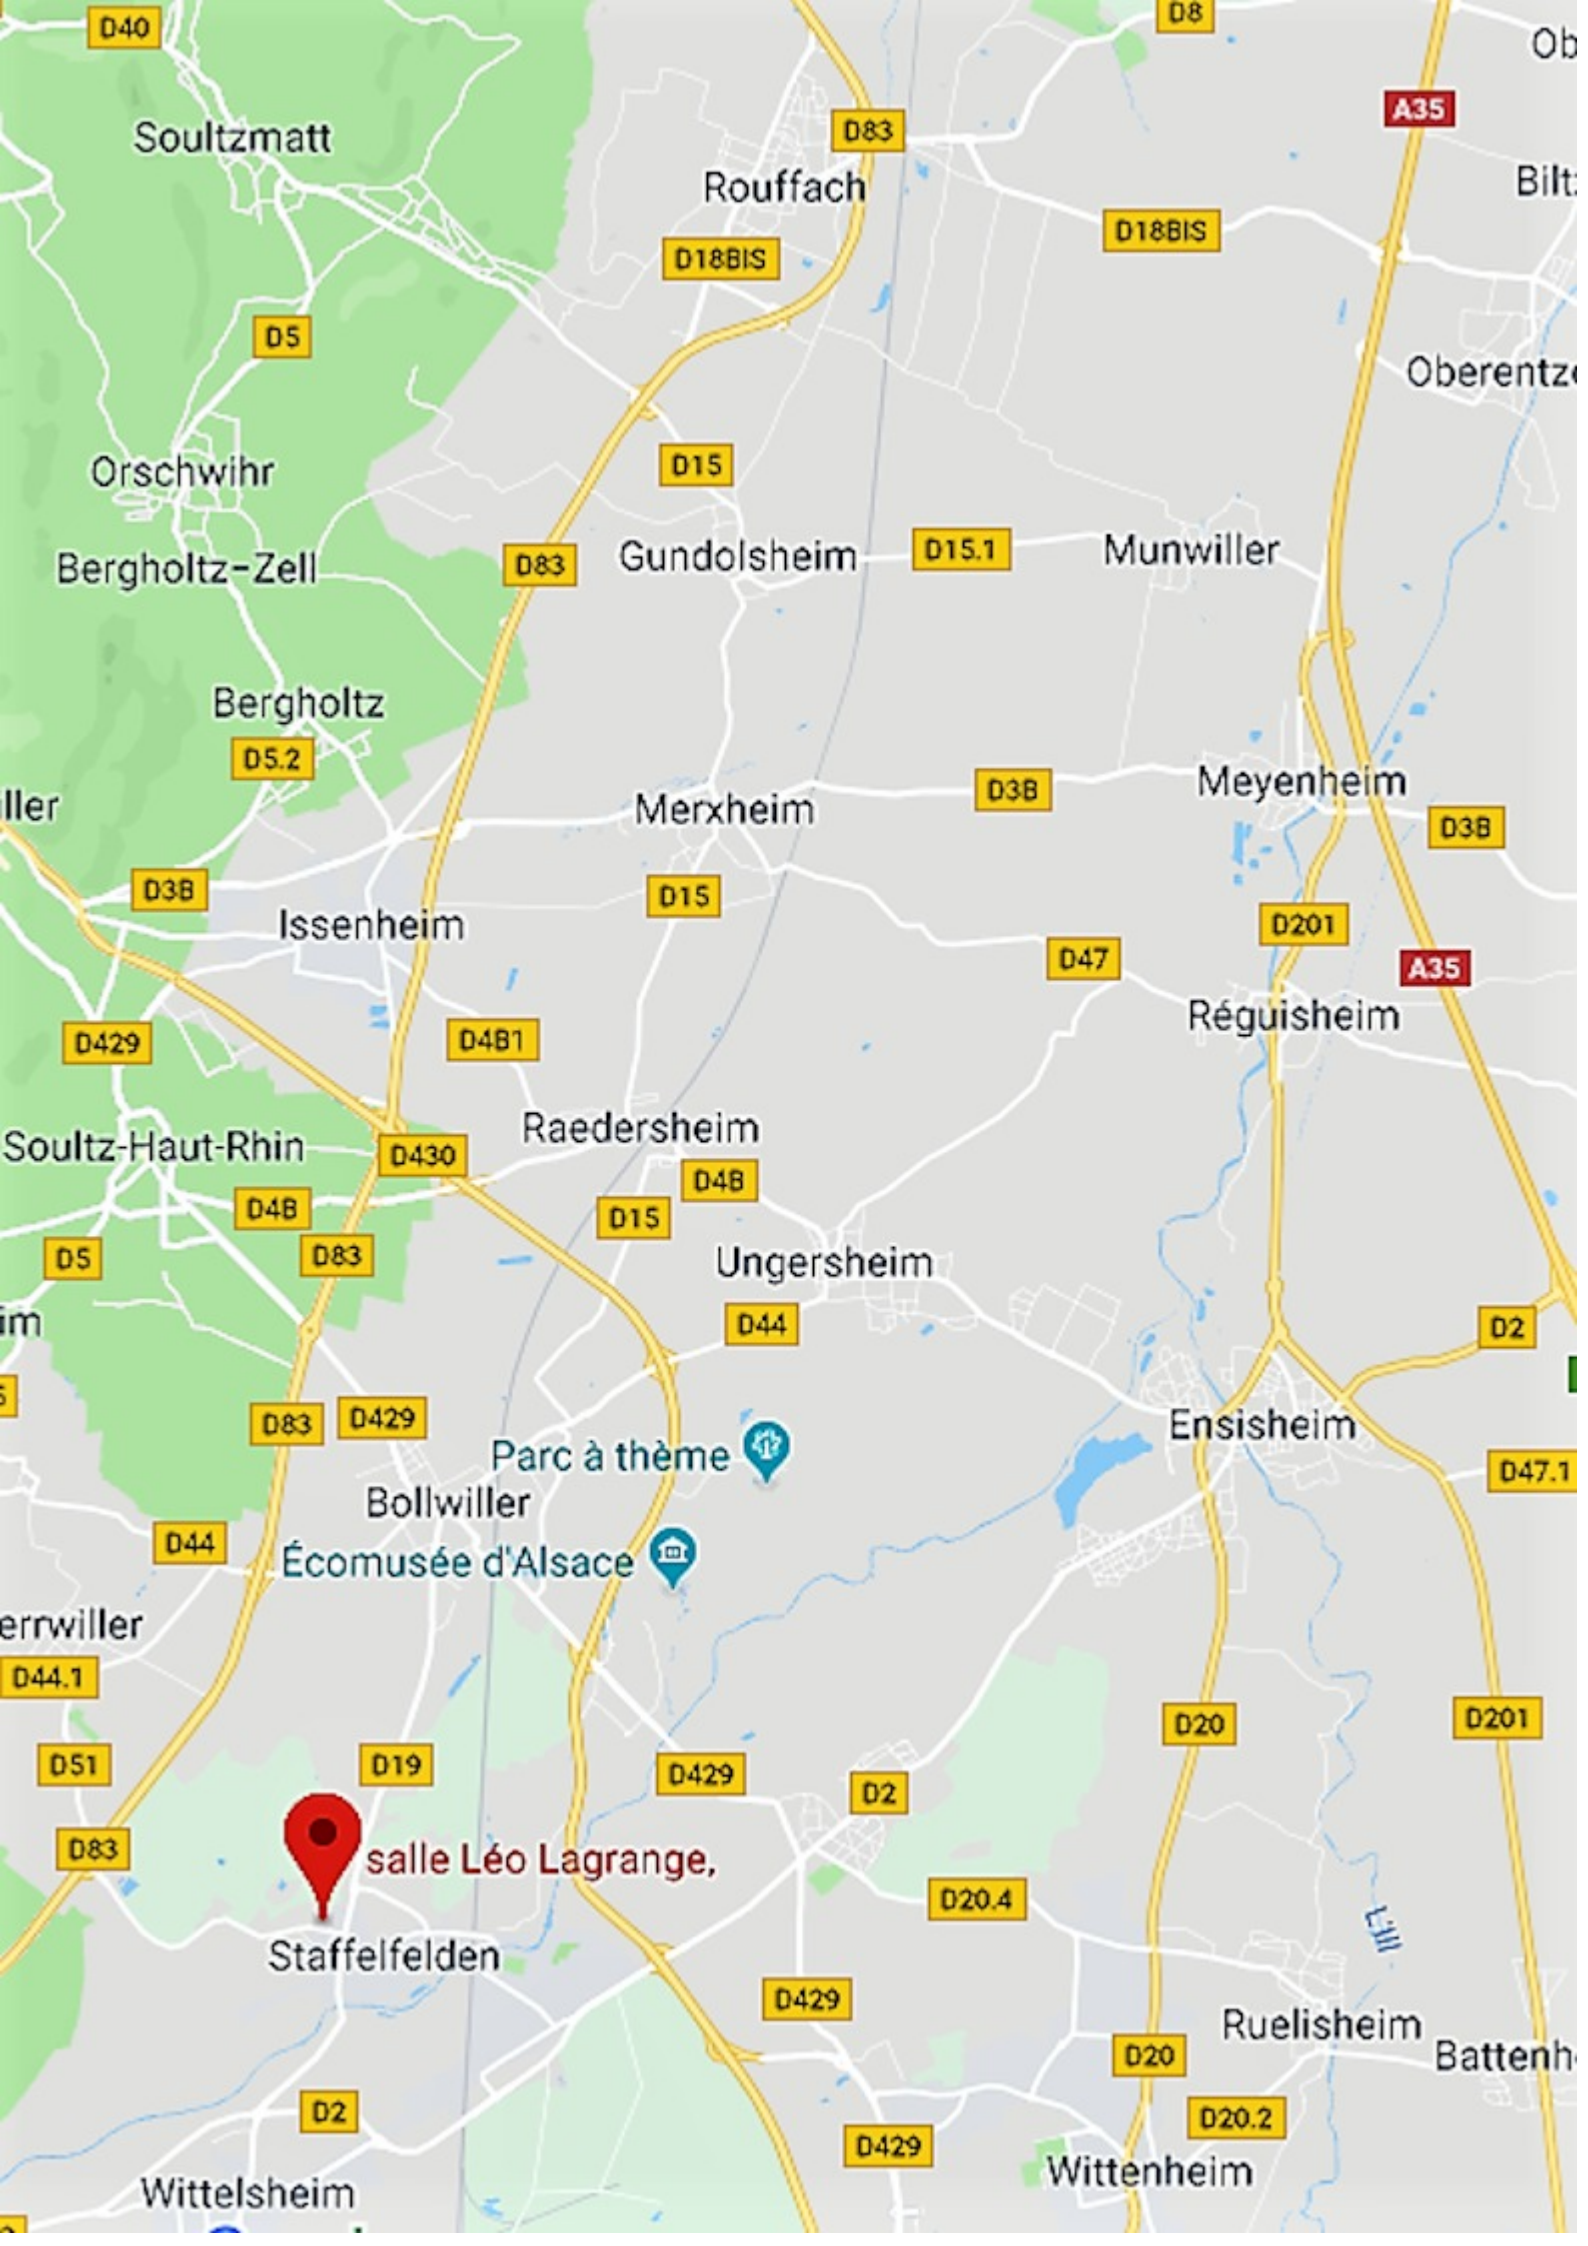 D40
D8
Ob
A35
Soultzmatt
D83
Rouffach
Biltz
D18BIS
D18BIS
D5
Oberentze
Orschwihr
D15
Bergholtz-Zell
D83
Gundolsheim
D15.1
Munwiller
Bergholtz
D5.2
Meyenheim
ller
Merxheim
D3B
D3B
D3B
D15
Issenheim
D201
D47
A35
Réguisheim
D429
D4B1
Raedersheim
Soultz-Haut-Rhin
D430
D4B
D4B
D15
D5
D83
Ungersheim
im
D44
D2
5
D83
D429
Ensisheim
Parc à thème
D47.1
Bollwiller
D44
Écomusée d'Alsace
errwiller
D44.1
D20
D201
D51
D19
D429
D2
D83
salle Léo Lagrange,
D20.4
L'Ill
Staffelfelden
D429
Ruelisheim
D20
Battenh
D2
D20.2
D429
Wittenheim
Wittelsheim